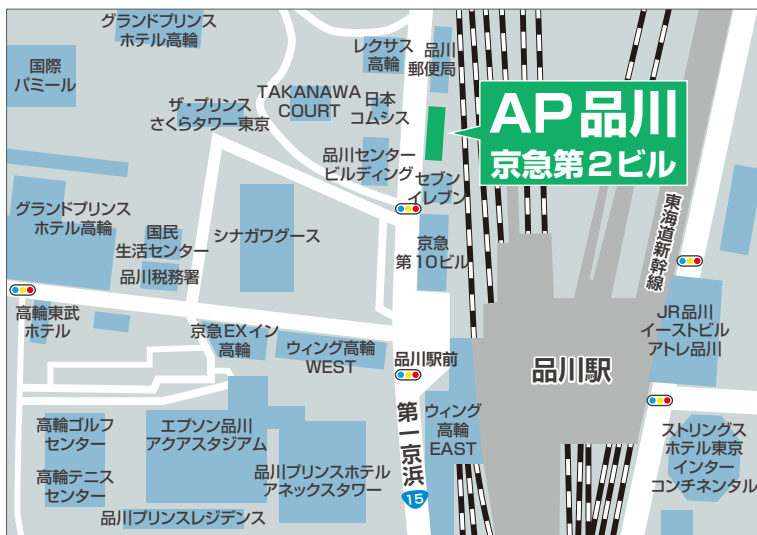 グランドプリンス
ホテル高輪
国際
パミール
レクサス
高輪
品川
郵便局
TAKANAWA
COURT
日本
コムシス
ザ・プリンス
さくらタワー東京
AP 品川
京急第2ビル
品川センター
ビルディング
セブン
イレブン
グランドプリンス
ホテル高輪
国民
生活センター
シナガワグース
品川税務署
京急
第10ビル
東海道新幹線
高輪東武
ホテル
京急EXイン
高輪
ウィング高輪
WEST
品川駅前
品川駅
JR品川
イーストビル
アトレ品川
第一京浜
15
ウィング
高輪
EAST
高輪ゴルフ
センター
エプソン品川
アクアスタジアム
高輪テニス
センター
品川プリンスホテル
アネックスタワー
品川プリンスレジデンス
ストリングス
ホテル東京
インター
コンチネンタル